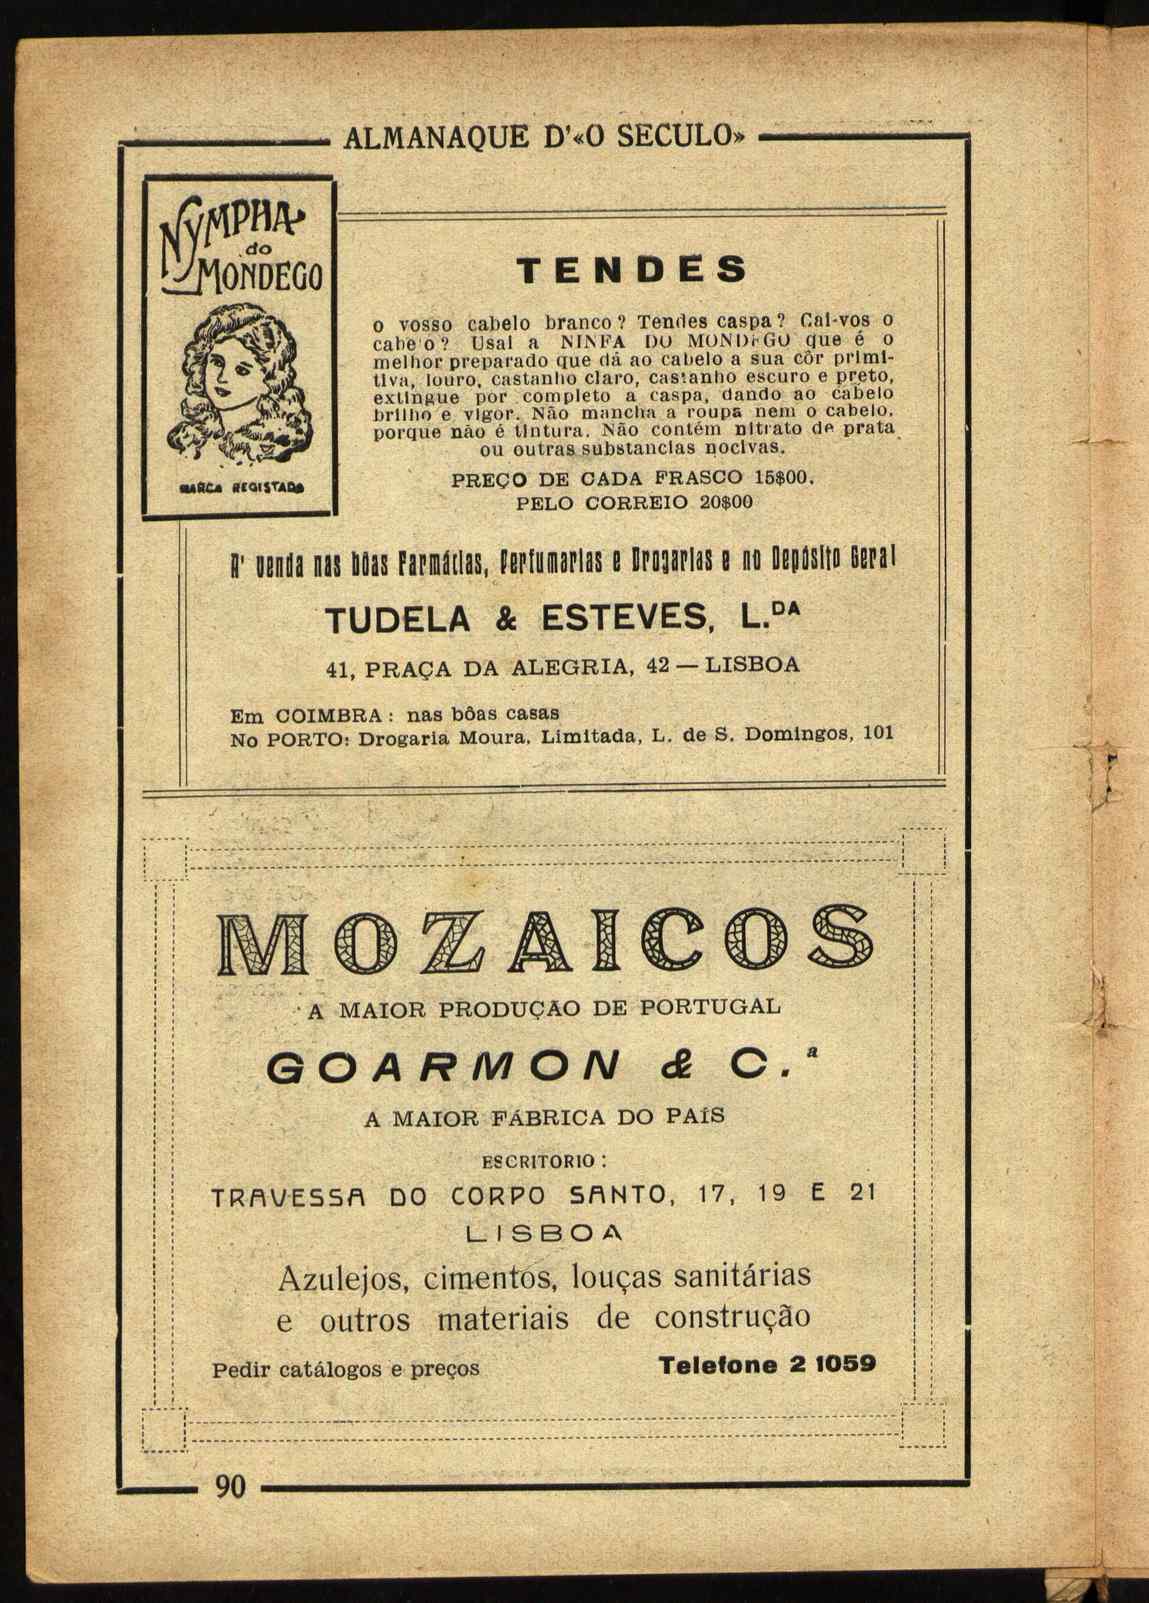 ALMANAQUE D'«O SECULO»
NYMPHA
do
MONDEGO
MARCA REGISTADA
TENDES
o vosso cabelo branco? Tendes caspa? Cai-vos o
cabe'o? Usai a NINFA DO MONDEGO que é o
melhor preparado que dá ao cabelo a sua côr primi-
tiva, louro, castanho claro, castanho escuro e preto,
extingue por completo a caspa, dando ao cabelo
brilho e vigor. Não mancha a roupa nem o cabelo,
porque não é tintura. Não contém nitrato de prata
ou outras substancias nocivas.
PREÇO DE CADA FRASCO 15$00.
PELO CORREIO 20$00
A' venda nas bôas Farmácias, Perfumarias e Drogarias e no Depósito Geral
TUDELA & ESTEVES, L.DA
41, PRAÇA DA ALEGRIA, 42 — LISBOA
Em COIMBRA: nas bôas casas
No PORTO: Drogaria Moura, Limitada, L. de S. Domingos, 101
MOZAICOS
A MAIOR PRODUÇÃO DE PORTUGAL
GOARMON & C.ª
A MAIOR FÁBRICA DO PAÍS
ESCRITORIO:
TRAVESSA DO CORPO SANTO, 17, 19 E 21
LISBOA
Azulejos, cimentos, louças sanitárias
e outros materiais de construção
Pedir catálogos e preços
Telefone 2 1059
90